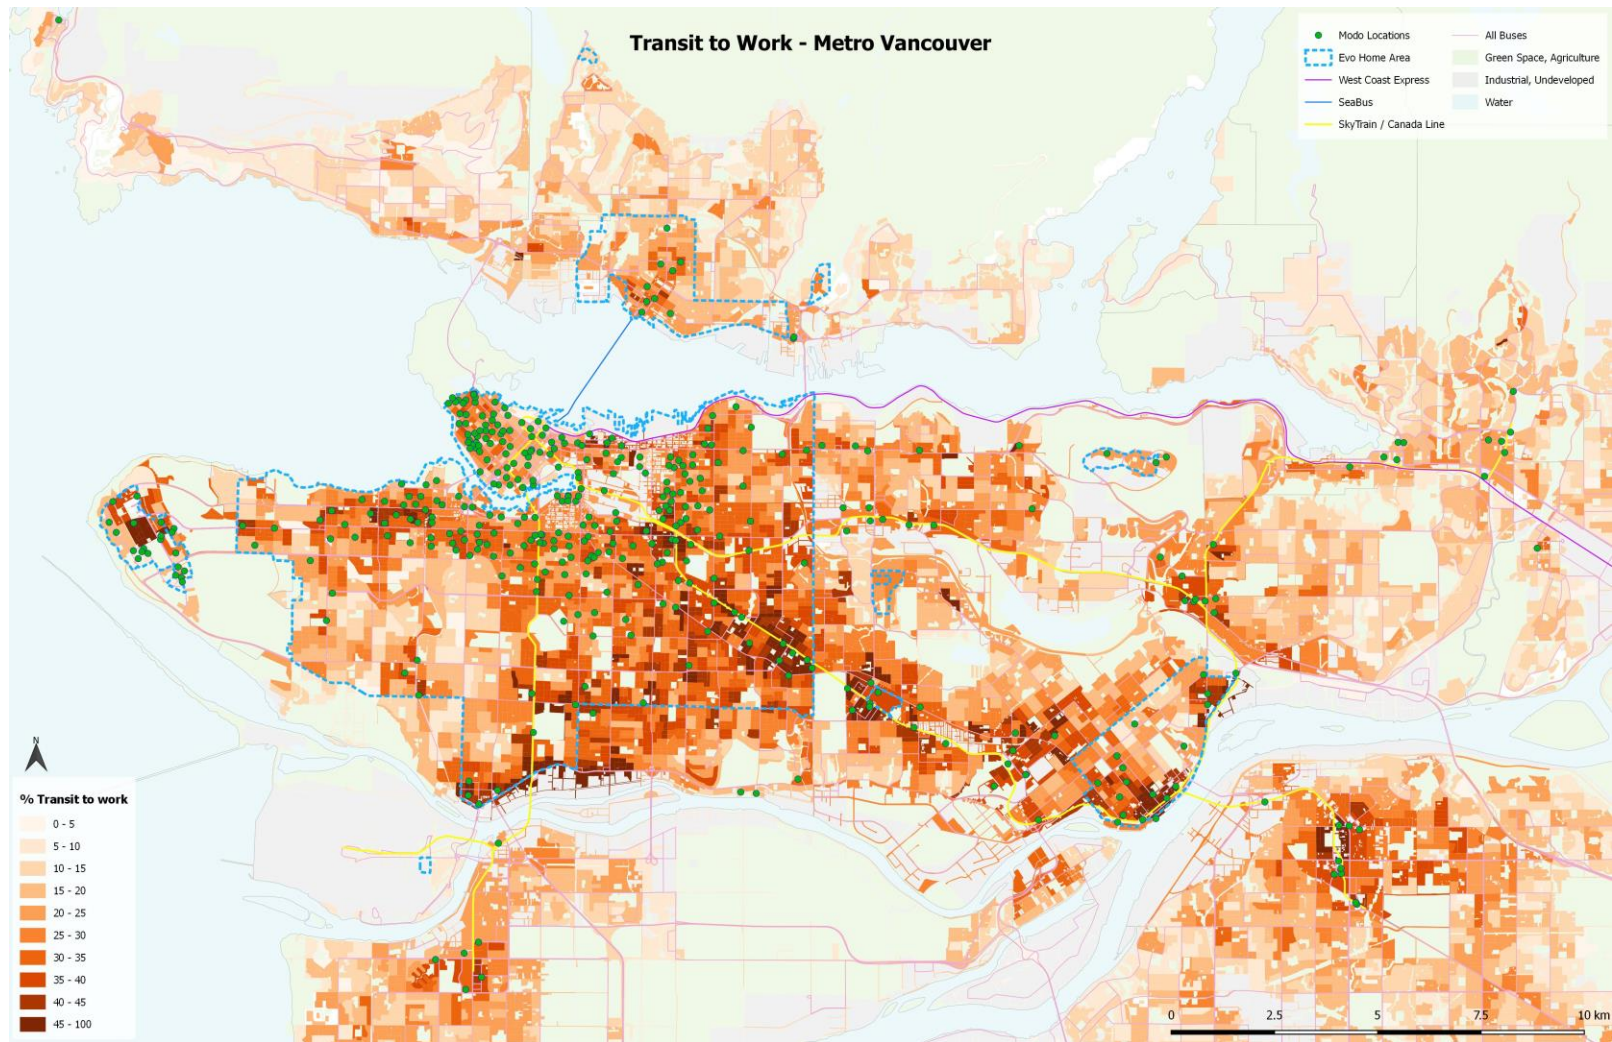 Transit to Work - Metro Vancouver
Modo Locations
Evo Home Area
West Coast Express
SeaBus
SkyTrain / Canada Line
All Buses
Green Space, Agriculture
Industrial, Undeveloped
Water
N
% Transit to work
0 - 5
5 - 10
10 - 15
15 - 20
20 - 25
25 - 30
30 - 35
35 - 40
40 - 45
45 - 100
0 2.5 5 7.5 10 km